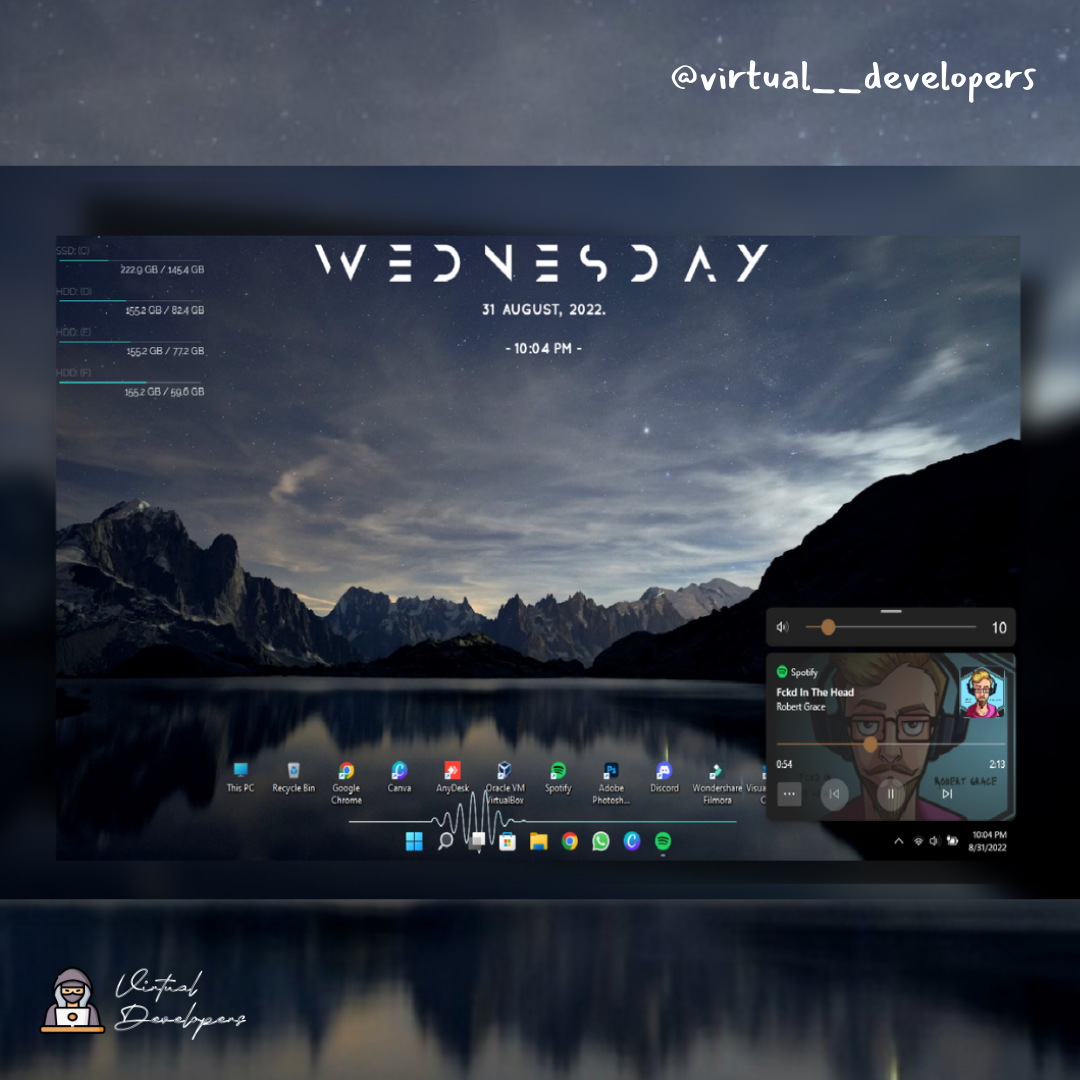 @virtual__developers
SSD: (C)
222.9 GB / 145.4 GB
HDD: (D)
155.2 GB / 82.4 GB
HDD: (E)
155.2 GB / 77.2 GB
HDD: (F)
155.2 GB / 59.6 GB
WEDNESDAY
31 AUGUST, 2022.
- 10:04 PM -
10
Spotify
Fckd In The Head
Robert Grace
0:54
2:13
ROBERT GRACE
This PC
Recycle Bin
Google
Chrome
Canva
AnyDesk
Oracle VM
VirtualBox
Spotify
Adobe
Photosh...
Discord
Wondershare
Filmora
10:04 PM
8/31/2022
Virtual
Developers